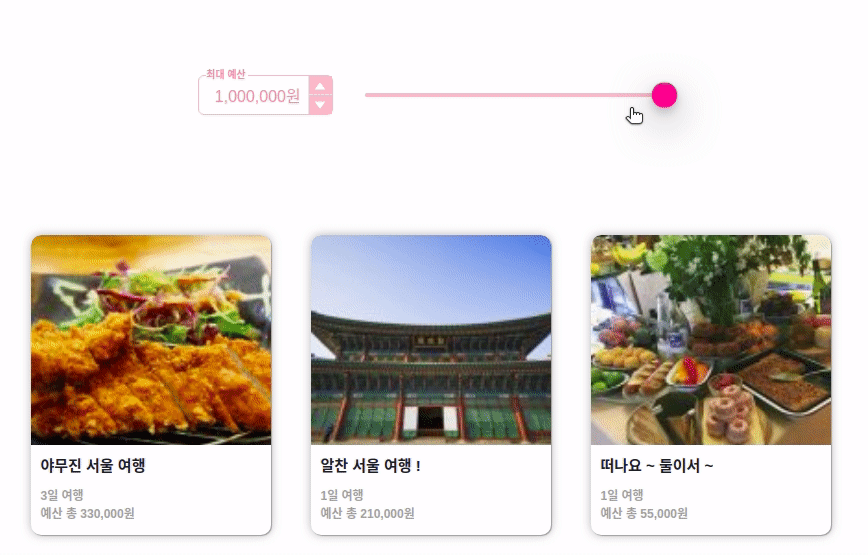 최대 예산
1,000,000원
야무진 서울 여행
3일 여행
예산 총 330,000원
알찬 서울 여행 !
1일 여행
예산 총 210,000원
떠나요 ~ 둘이서 ~
1일 여행
예산 총 55,000원